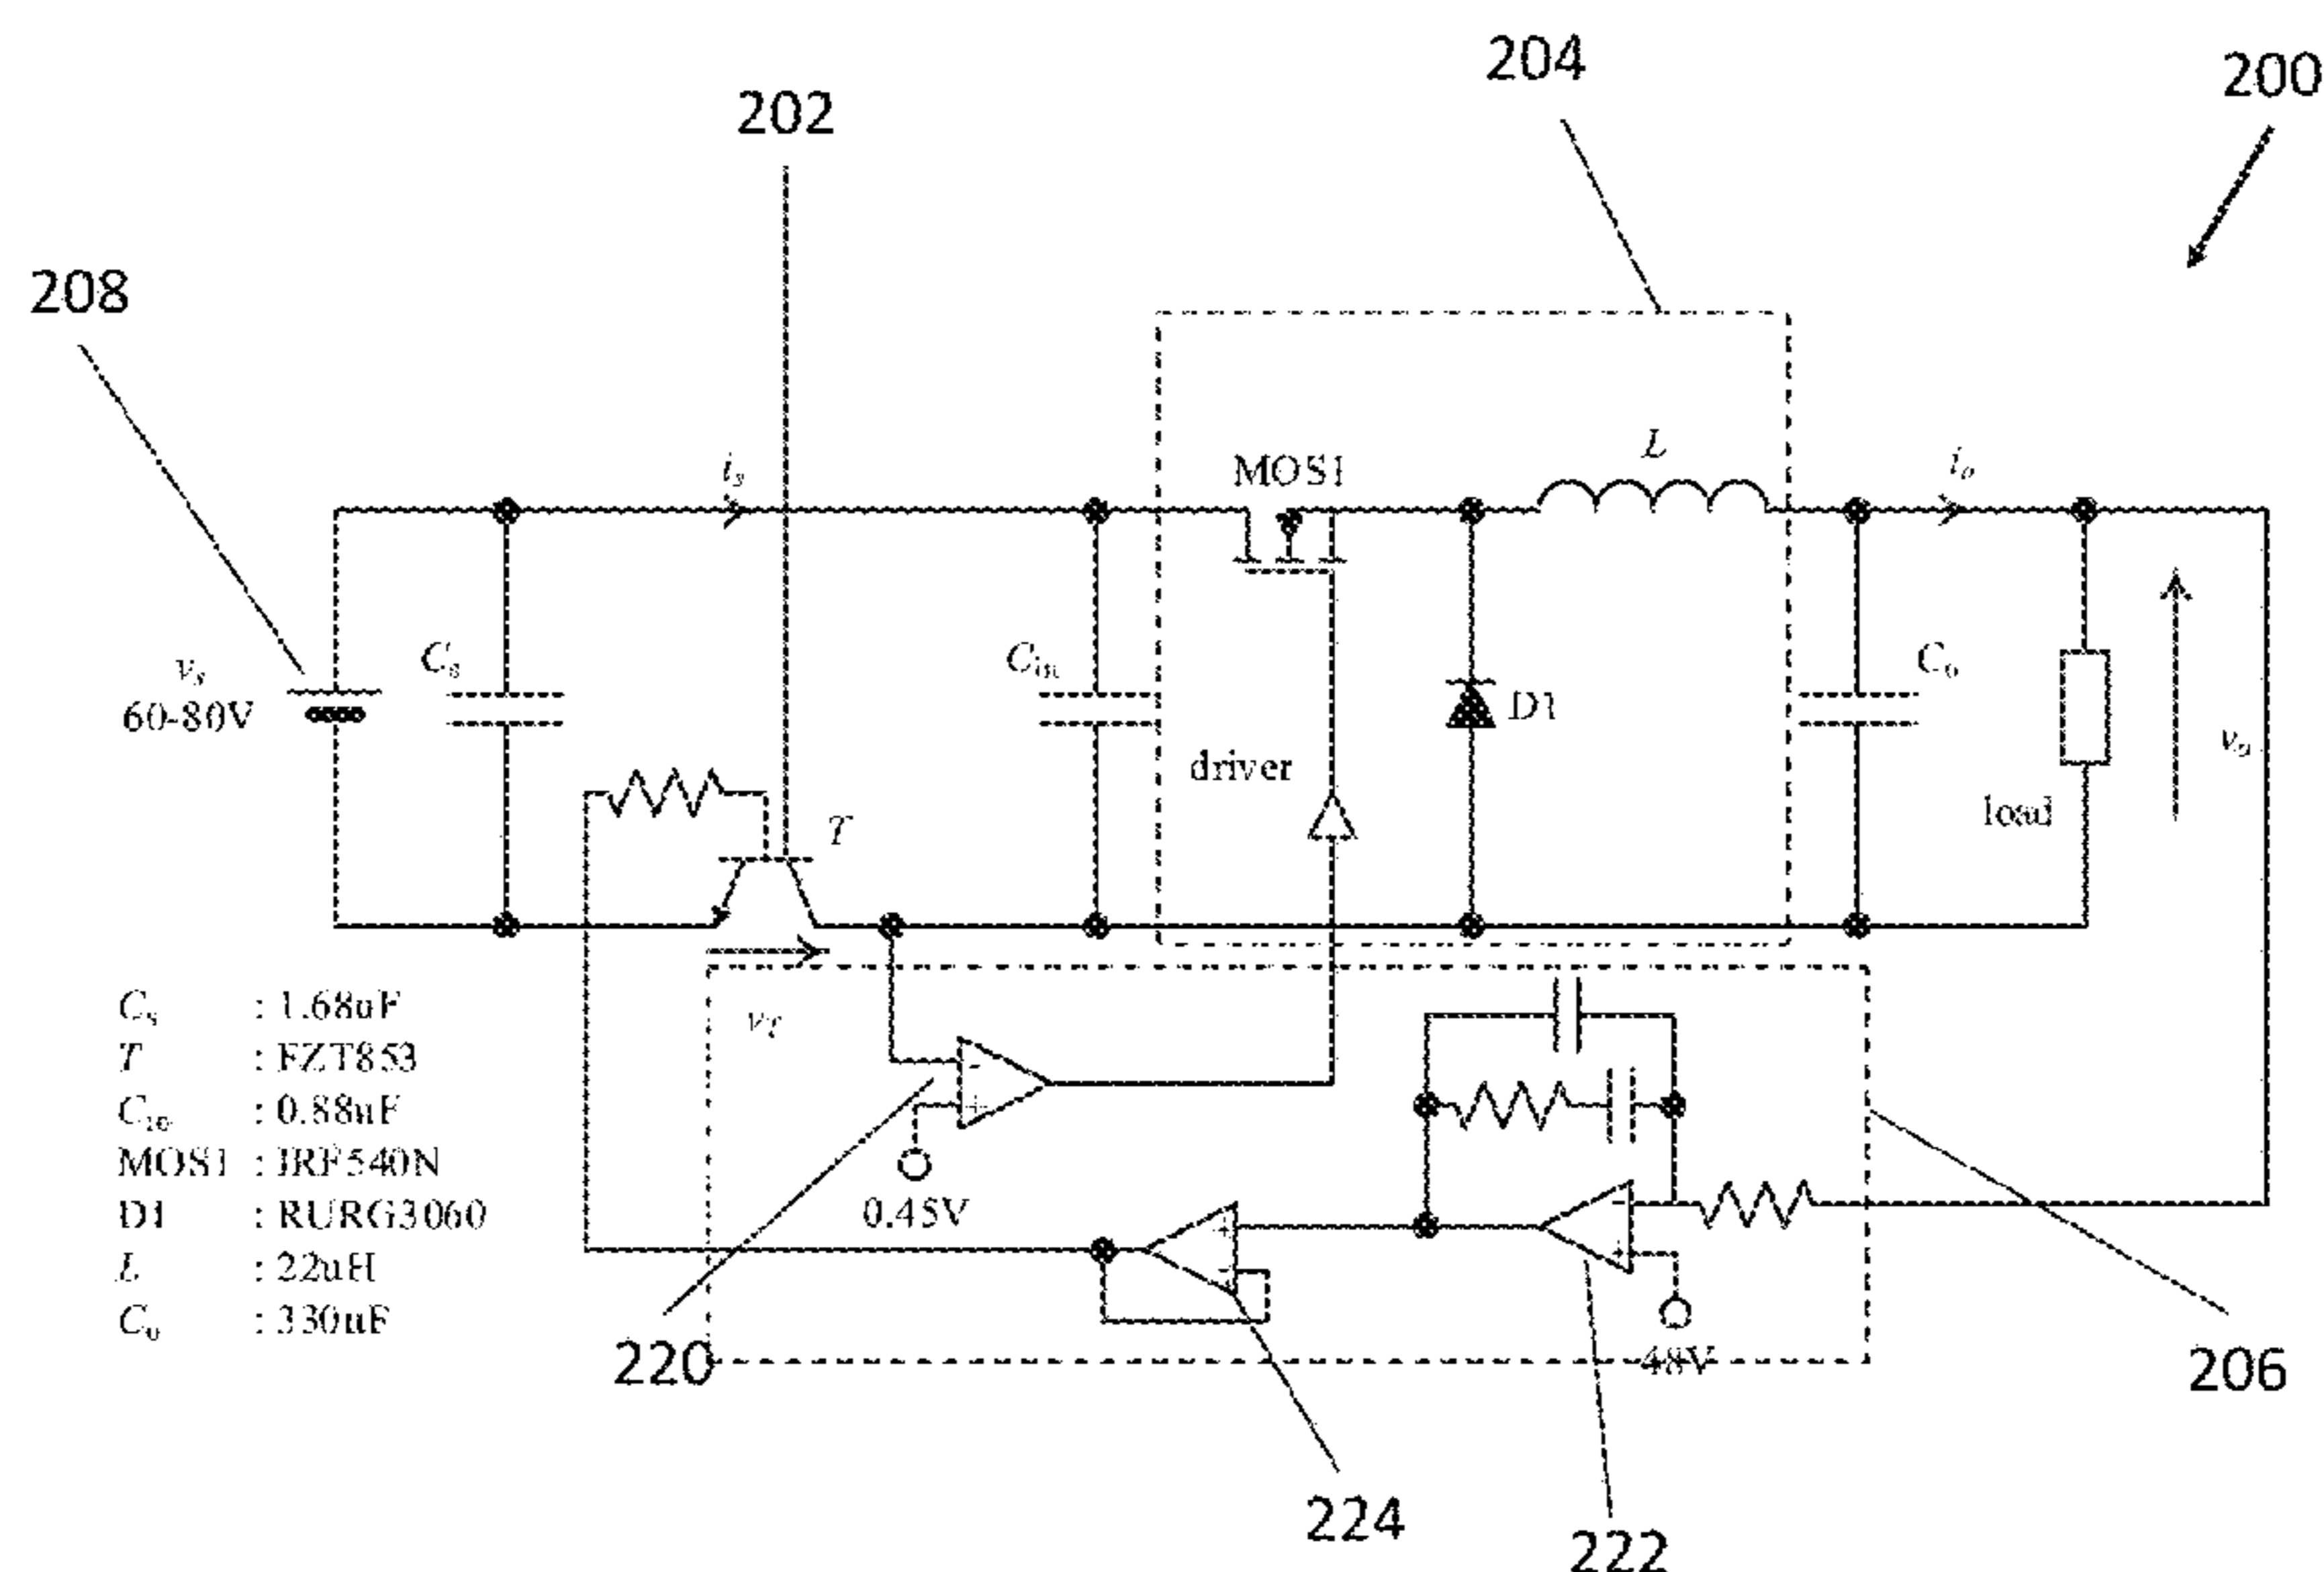 204
200
202
208
L
i_s
MOS1
i_o
v_s
60-80V
C_s
C_in
C_o
D1
v_o
driver
load
T
v_T
C_s : 1.68uF
T : FZT853
C_in : 0.88uF
MOS1 : IRF540N
D1 : RURG3060
L : 22uH
C_o : 330uF
-
+
0.45V
+
-
-
+
48V
220
206
224
222